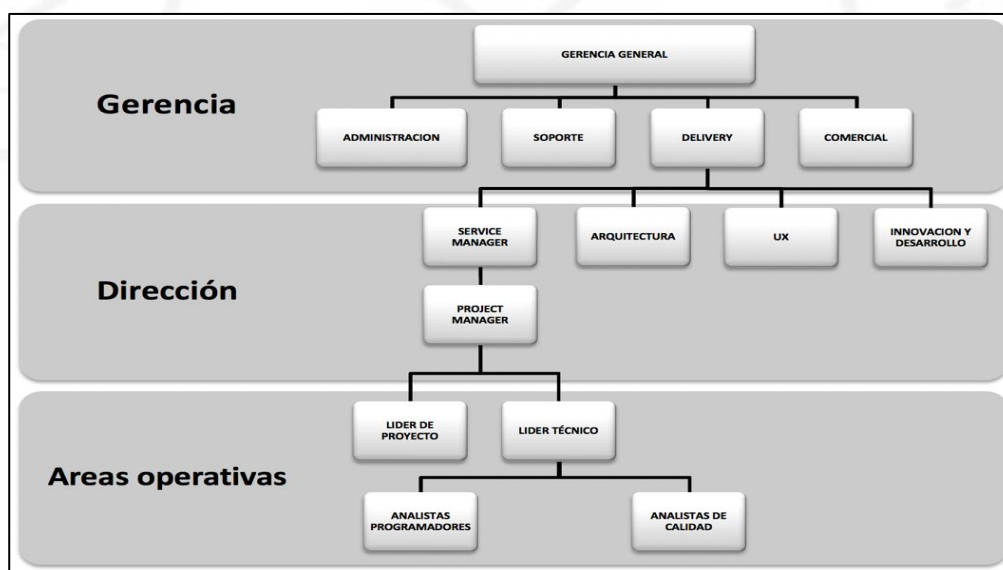 GERENCIA GENERAL
Gerencia
ADMINISTRACION
SOPORTE
DELIVERY
COMERCIAL
SERVICE
MANAGER
ARQUITECTURA
UX
INNOVACION Y
DESARROLLO
Dirección
PROJECT
MANAGER
LIDER DE
PROYECTO
LIDER TÉCNICO
Areas operativas
ANALISTAS
PROGRAMADORES
ANALISTAS DE
CALIDAD